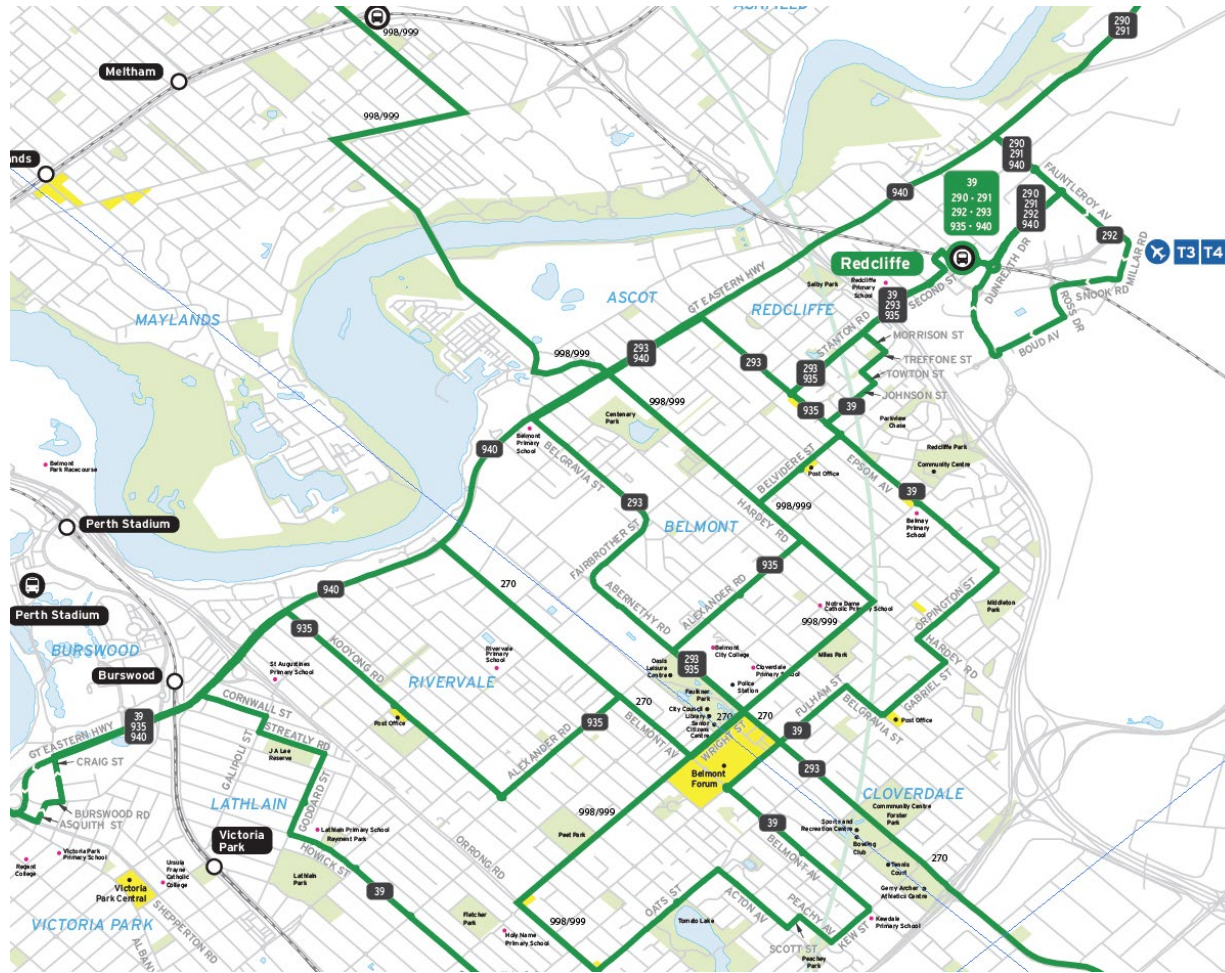 ASHFIELD
998/999
290
291
Meltham
998/999
nds
290
291
940
FAUNTLEROY AV
940
39
290 - 291
292 - 293
935 - 940
290
291
292
940
292
MILLAR RD
T3 T4
Redcliffe
DUNREATH DR
SNOOK RD
ROSS DR
BOUD AV
Selby Park
Redcliffe
Primary
School
SECOND ST
39
293
935
ASCOT
GT EASTERN HWY
REDCLIFFE
STANTON RD
MORRISON ST
TREFFONE ST
TOWTON ST
JOHNSON ST
MAYLANDS
998/999
293
940
293
293
935
998/999
935
39
Centenary
Park
Parkview
Chase
Belmont
Primary
School
940
BELGRAVIA ST
BELVIDERE ST
Post Office
EPSOM AV
Redcliffe Park
Community Centre
Belmont
Park Racecourse
39
293
998/999
HARDEY RD
Belmay
Primary
School
Perth Stadium
BELMONT
FAIRBROTHER ST
Perth Stadium
940
270
935
ABERNETHY RD
ALEXANDER RD
Notre Dame
Catholic Primary School
998/999
ORPINGTON ST
Middleton
Park
935
KOOYONG RD
BURSWOOD
Rivervale
Primary
School
St Augustines
Primary School
RIVERVALE
Burswood
Belmont
City College
Oasis
Leisure
Centre
293
935
Cloverdale
Primary School
Police
Station
Miles Park
HARDEY RD
GABRIEL ST
FULHAM ST
BELGRAVIA ST
Post Office
Faulkner
Park
City Council
Library
Senior
Citizens
Centre
270
270
270
WRIGHT ST
39
CORNWALL ST
STREATLY RD
Post Office
935
BELMONT AV
ALEXANDER RD
39
935
940
GT EASTERN HWY
CRAIG ST
GALIPOLI ST
J A Lee
Reserve
GODDARD ST
Belmont
Forum
293
CLOVERDALE
BURSWOOD RD
ASQUITH ST
LATHLAIN
998/999
Community Centre
Forster
Park
Sports and
Recreation Centre
Bowling
Club
39
BELMONT AV
Lathlain Primary School
Rayment Park
Peet Park
Victoria
Park
HOWICK ST
ORRONG RD
270
Tennis
Court
Gerry Archer
Athletics Centre
Victoria Park
Primary School
Regent
College
Ursula
Frayne
Catholic
College
Victoria
Park Central
Lathlain
Park
39
OATS ST
ACTON AV
PEACHY AV
KEW ST
Kewdale
Primary School
VICTORIA PARK
SHEPPERTON RD
ALBAN
Fletcher
Park
998/999
Holy Name
Primary School
Tomato Lake
SCOTT ST
Peachey
Park